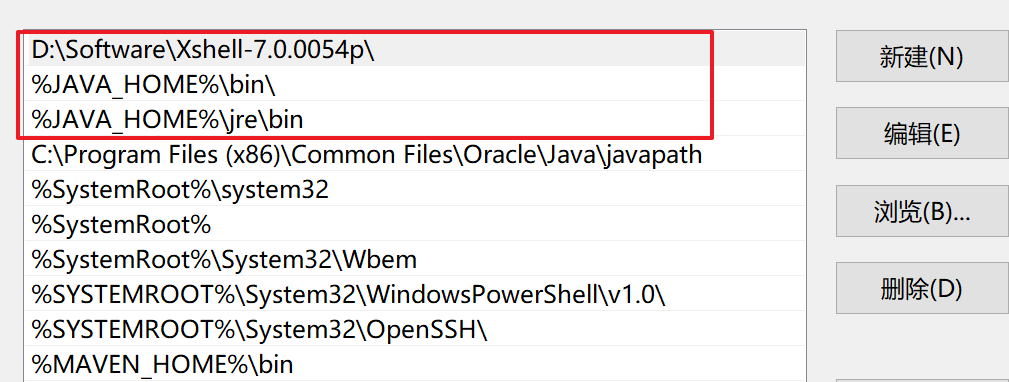 D:\Software\Xshell-7.0.0054p\
%JAVA_HOME%\bin\
%JAVA_HOME%\jre\bin
C:\Program Files (x86)\Common Files\Oracle\Java\javapath
%SystemRoot%\system32
%SystemRoot%
%SystemRoot%\System32\Wbem
%SYSTEMROOT%\System32\WindowsPowerShell\v1.0\
%SYSTEMROOT%\System32\OpenSSH\
%MAVEN_HOME%\bin
新建(N)
编辑(E)
浏览(B)...
删除(D)